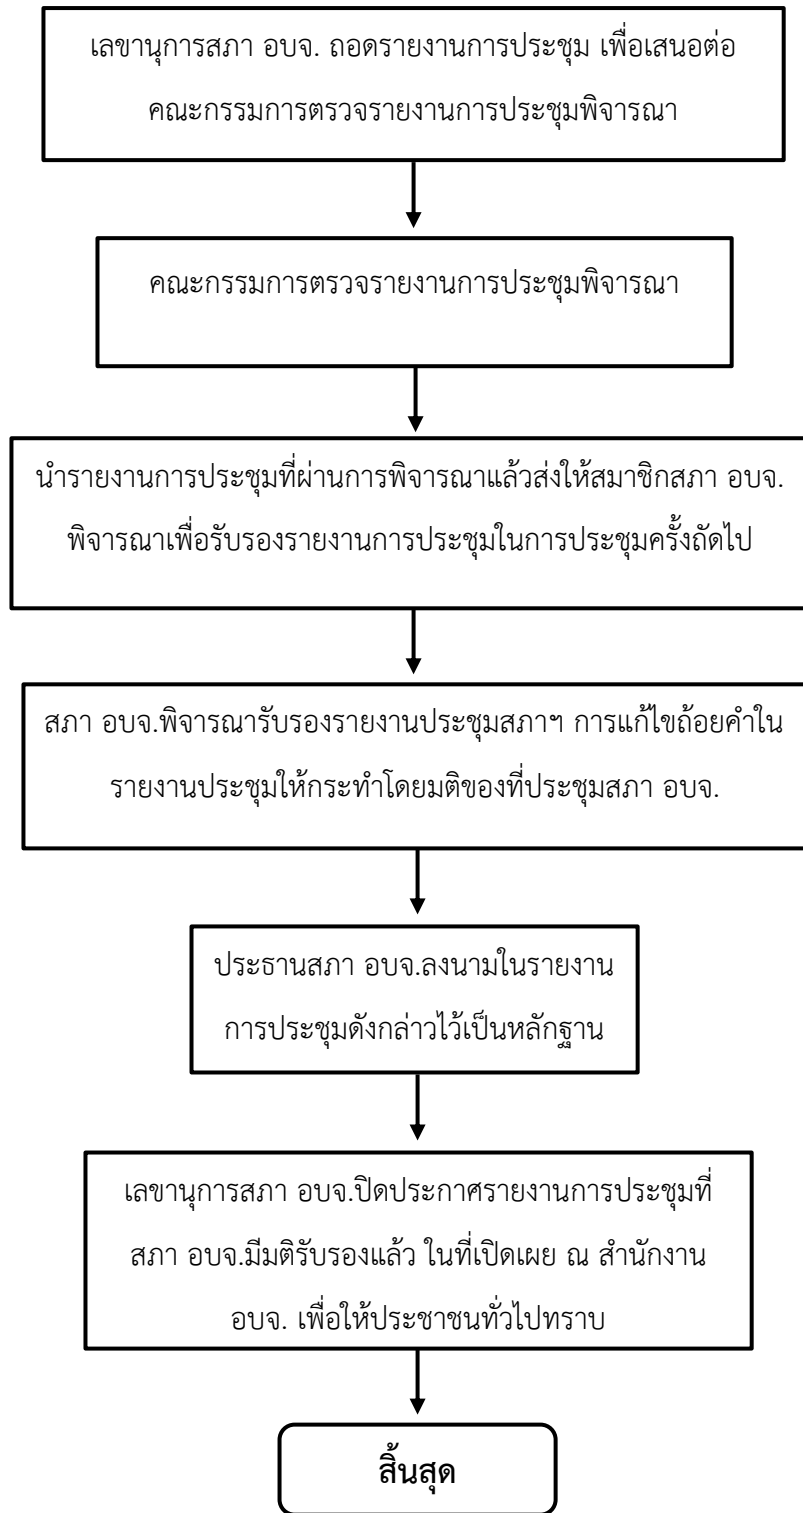 เลขานุการสภา อบจ. ถอดรายงานการประชุม เพื่อเสนอต่อ
คณะกรรมการตรวจรายงานการประชุมพิจารณา
คณะกรรมการตรวจรายงานการประชุมพิจารณา
นำรายงานการประชุมที่ผ่านการพิจารณาแล้วส่งให้สมาชิกสภา อบจ.
พิจารณาเพื่อรับรองรายงานการประชุมในการประชุมครั้งถัดไป
สภา อบจ.พิจารณารับรองรายงานประชุมสภาฯ การแก้ไขถ้อยคำใน
รายงานประชุมให้กระทำโดยมติของที่ประชุมสภา อบจ.
ประธานสภา อบจ.ลงนามในรายงาน
การประชุมดังกล่าวไว้เป็นหลักฐาน
เลขานุการสภา อบจ.ปิดประกาศรายงานการประชุมที่
สภา อบจ.มีมติรับรองแล้ว ในที่เปิดเผย ณ สำนักงาน
อบจ. เพื่อให้ประชาชนทั่วไปทราบ
สิ้นสุด